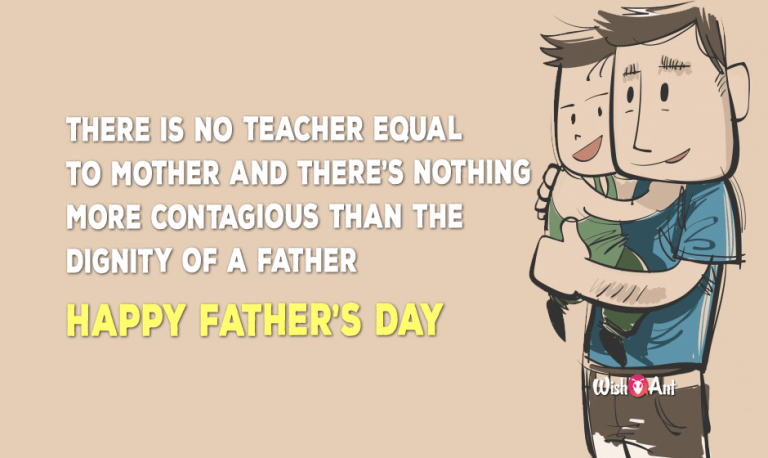 THERE IS NO TEACHER EQUAL
TO MOTHER AND THERE'S NOTHING
MORE CONTAGIOUS THAN THE
DIGNITY OF A FATHER
HAPPY FATHER'S DAY
Wish Ant